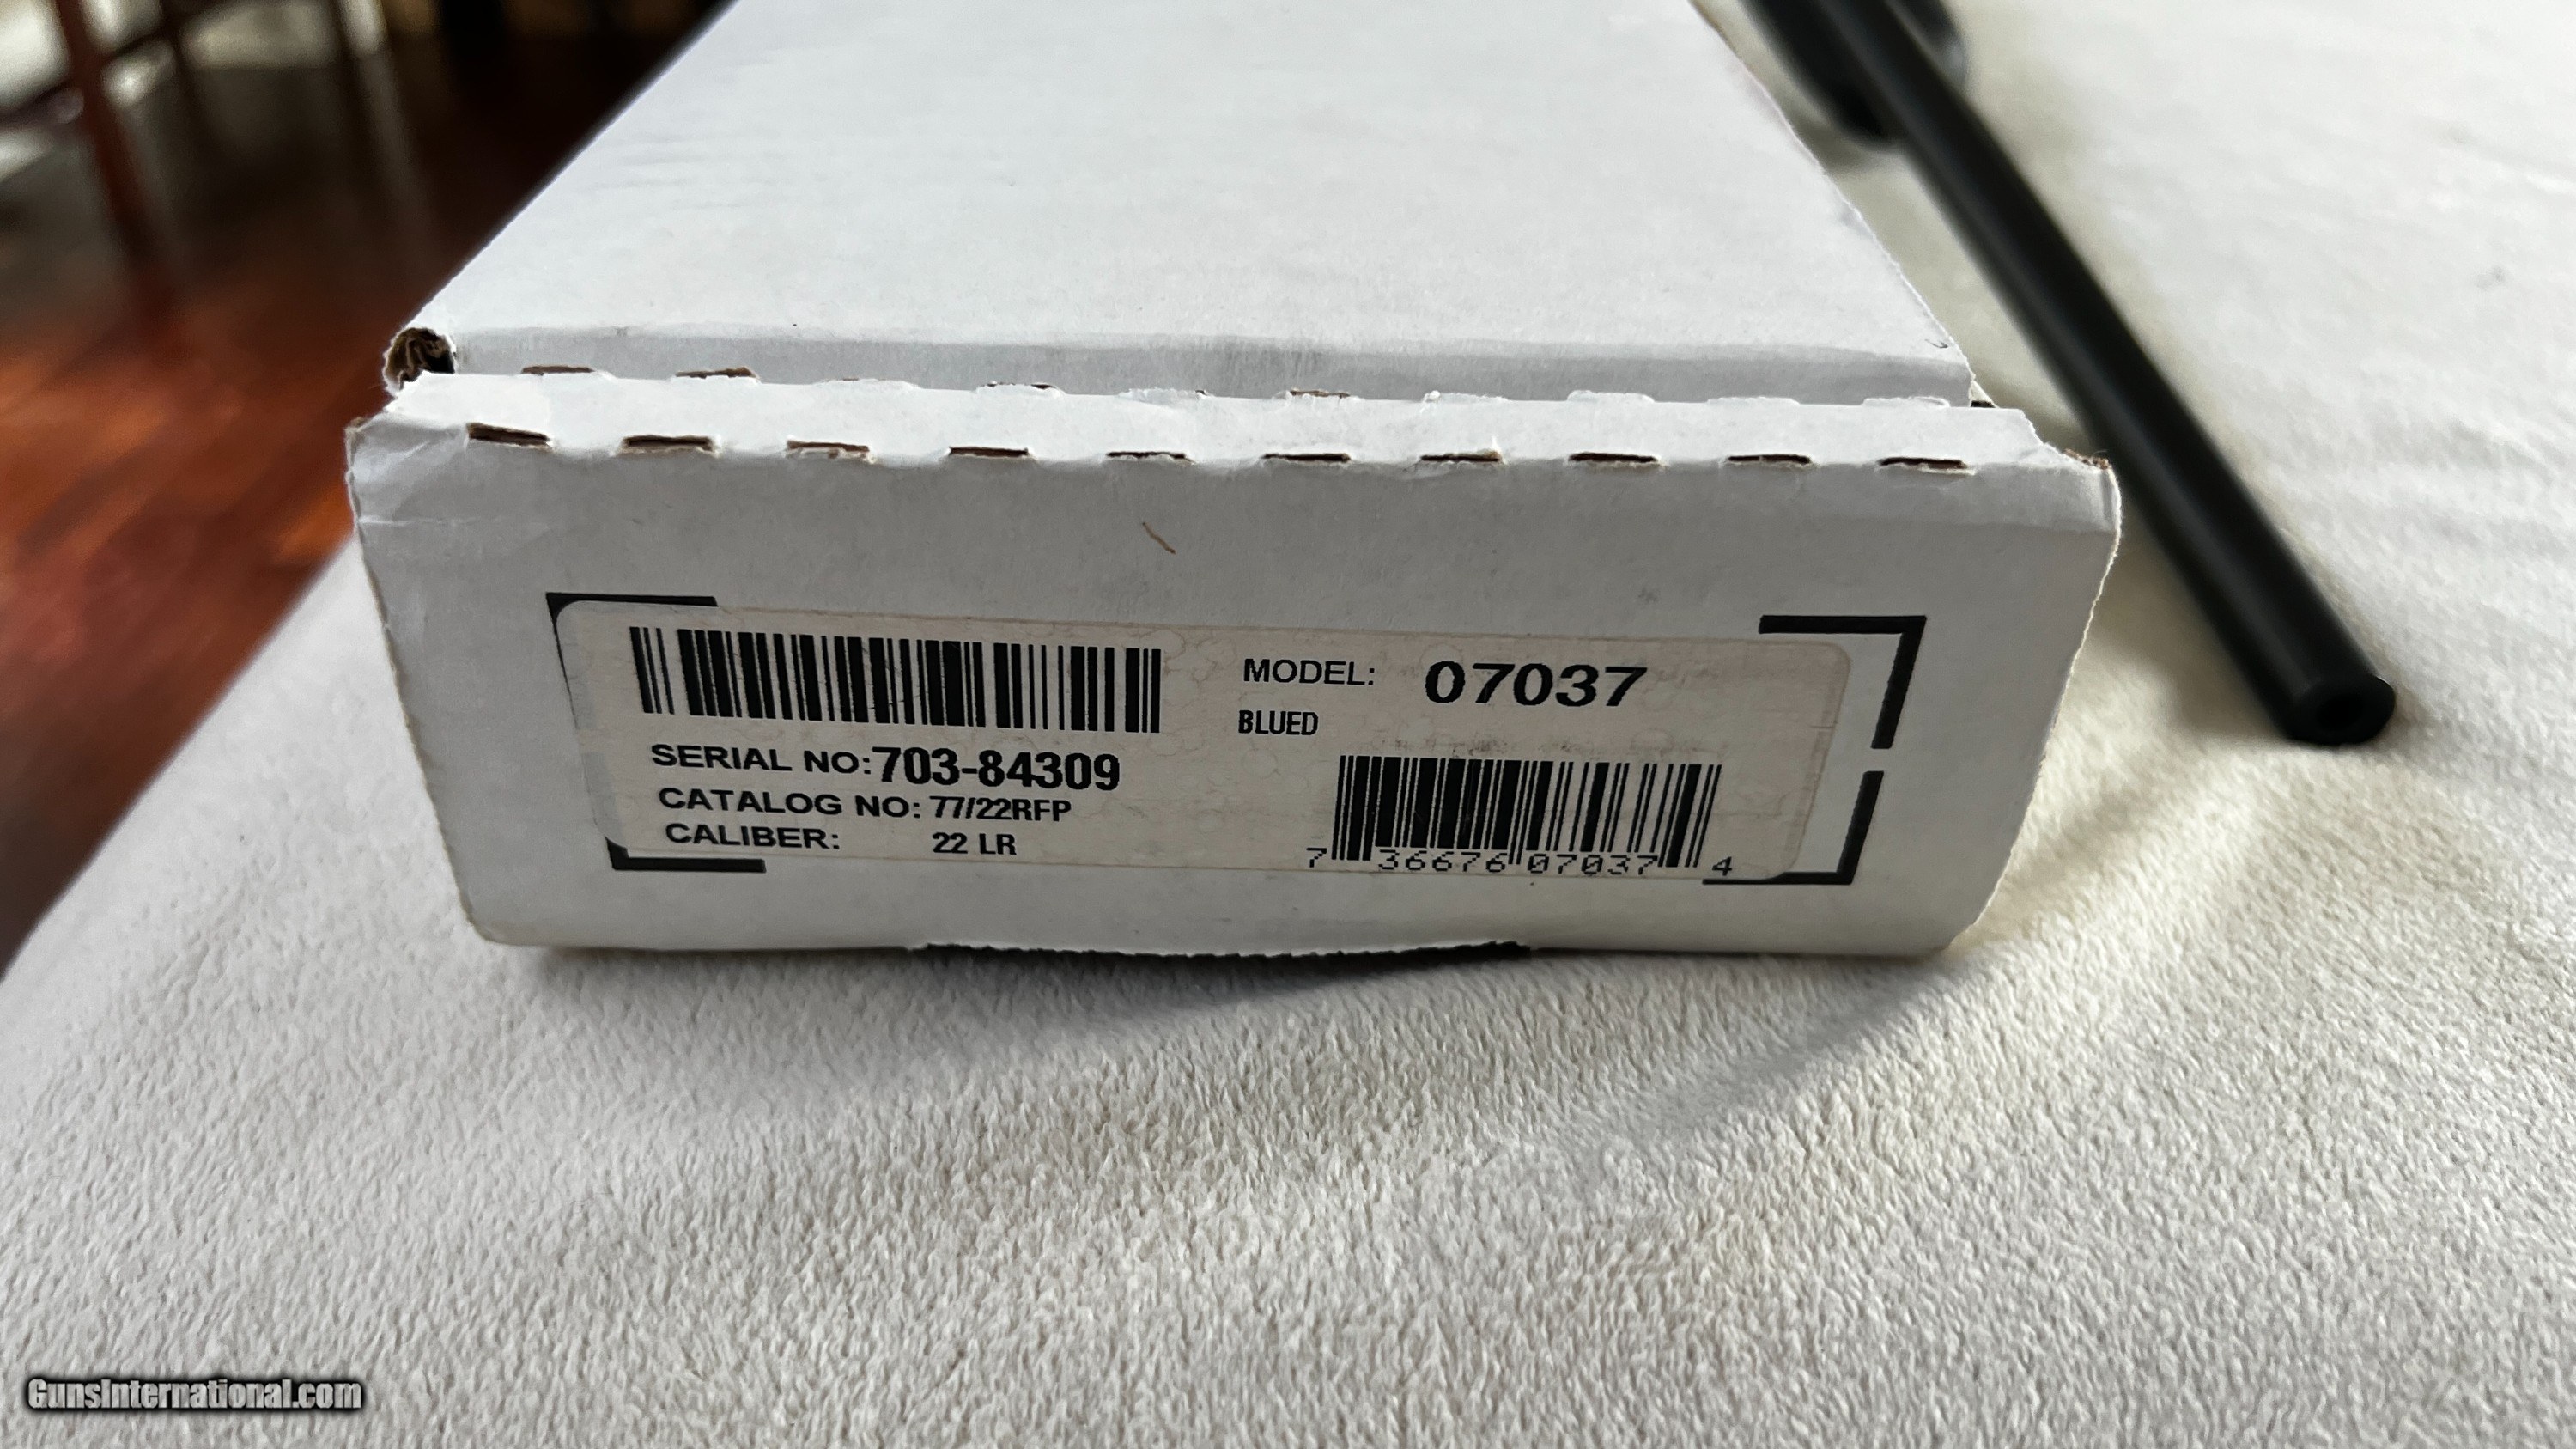 MODEL: 07037
BLUED
SERIAL NO:703-84309
CATALOG NO: 77/22RFP
CALIBER: 22 LR
7 36676 07037 4
GunsInternational.com